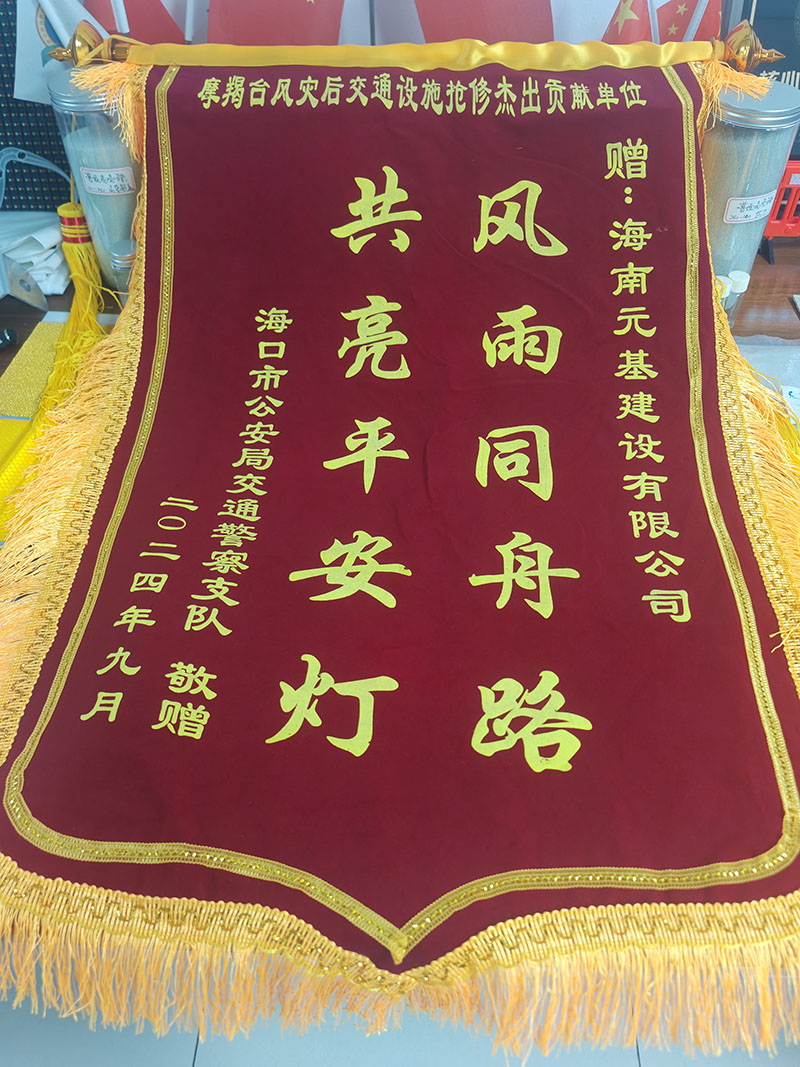 摩羯台风灾后交通设施抢修杰出贡献单位
赠：海南元基建设有限公司
风雨同舟路
共亮平安灯
海口市公安局交通警察支队 敬赠
二〇二四年九月